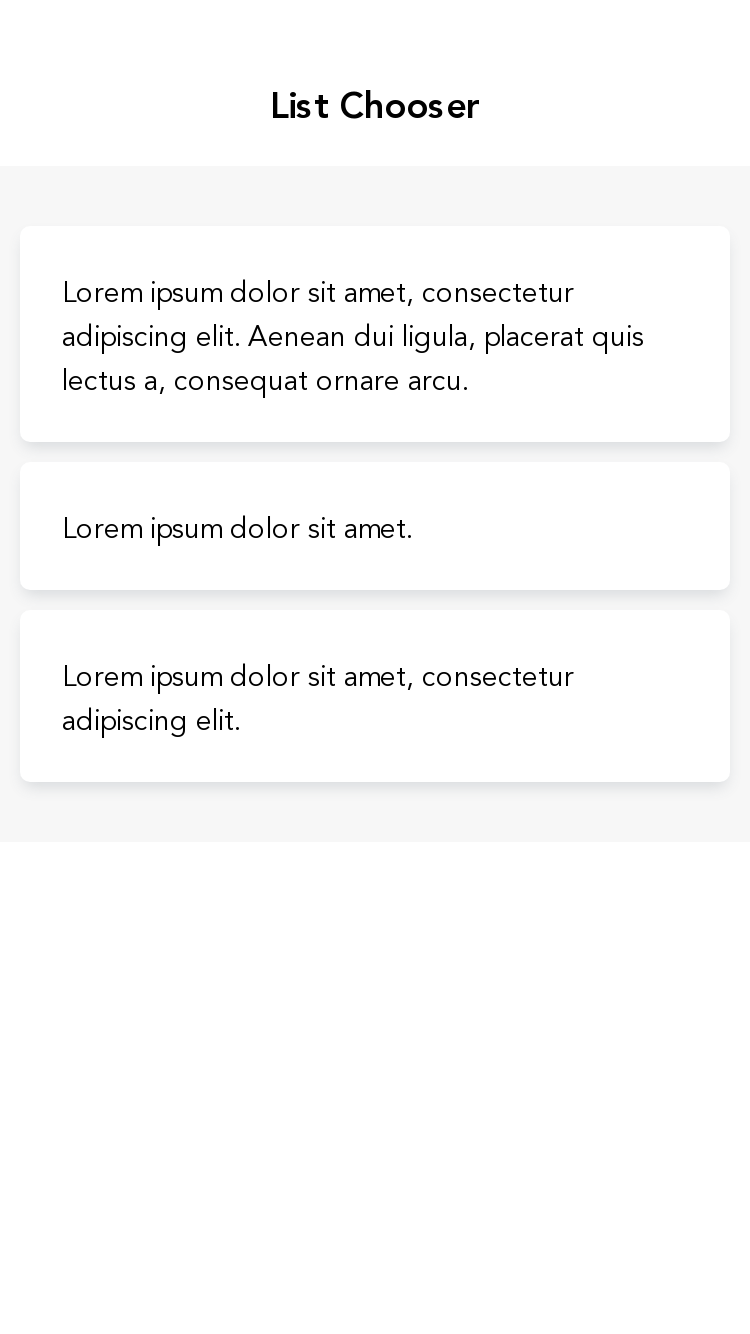 List Chooser
Lorem ipsum dolor sit amet, consectetur
adipiscing elit. Aenean dui ligula, placerat quis
lectus a, consequat ornare arcu.
Lorem ipsum dolor sit amet.
Lorem ipsum dolor sit amet, consectetur
adipiscing elit.